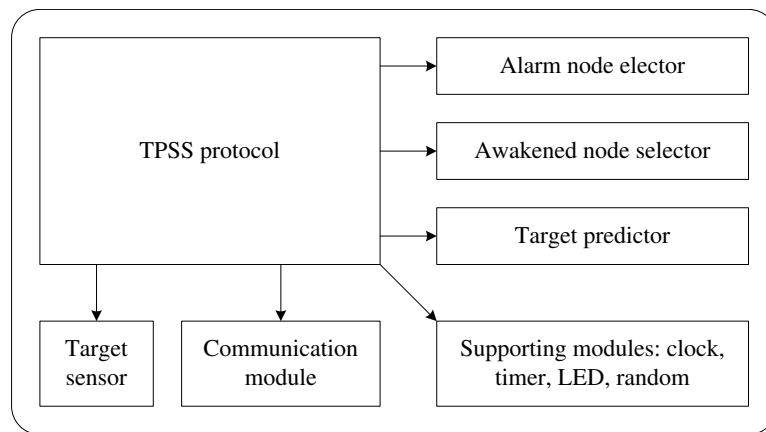 Alarm node elector
TPSS protocol
Awakened node selector
Target predictor
Target
sensor
Communication
module
Supporting modules: clock,
timer, LED, random